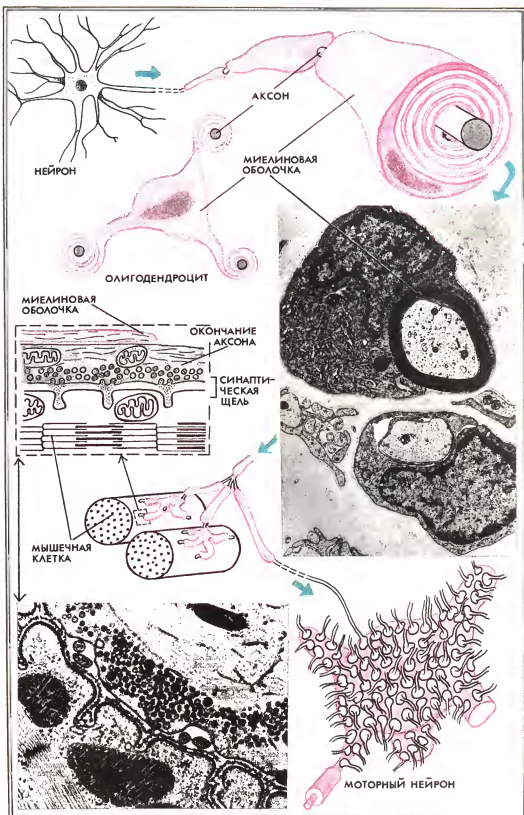 АКСОН
НЕЙРОН
МИЕЛИНОВАЯ
ОБОЛОЧКА
ОЛИГОДЕНДРОЦИТ
МИЕЛИНОВАЯ
ОБОЛОЧКА
ОКОНЧАНИЕ
АКСОНА
СИНАПТИ-
ЧЕСКАЯ
ЩЕЛЬ
МЫШЕЧНАЯ
КЛЕТКА
МОТОРНЫЙ НЕЙРОН